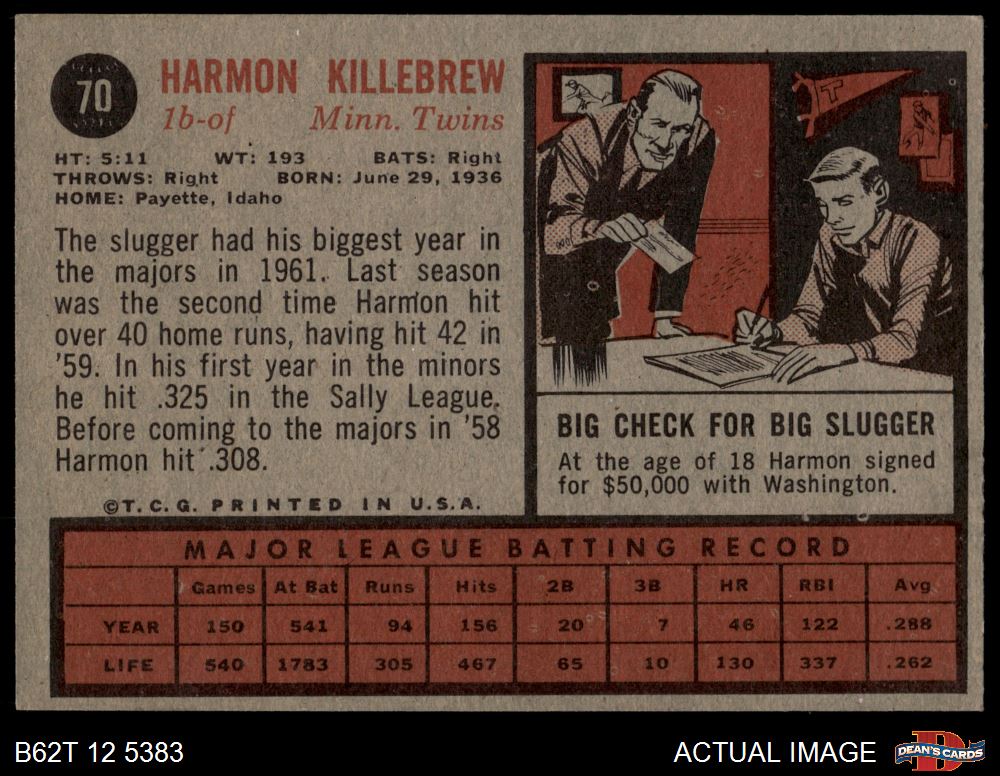 70
HARMON KILLEBREW
1b-of Minn. Twins
HT: 5:11 WT: 193 BATS: Right
THROWS: Right BORN: June 29, 1936
HOME: Payette, Idaho
The slugger had his biggest year in
the majors in 1961. Last season
was the second time Harmon hit
over 40 home runs, having hit 42 in
'59. In his first year in the minors
he hit .325 in the Sally League.
Before coming to the majors in '58
Harmon hit .308.
©T.C.G. PRINTED IN U.S.A.
T
BIG CHECK FOR BIG SLUGGER
At the age of 18 Harmon signed
for $50,000 with Washington.
MAJOR LEAGUE BATTING RECORD
Games At Bat Runs Hits 2B 3B HR RBI Avg
YEAR 150 541 94 156 20 7 46 122 .288
LIFE 540 1783 305 467 65 10 130 337 .262
B62T 12 5383 ACTUAL IMAGE DEAN'S CARDS